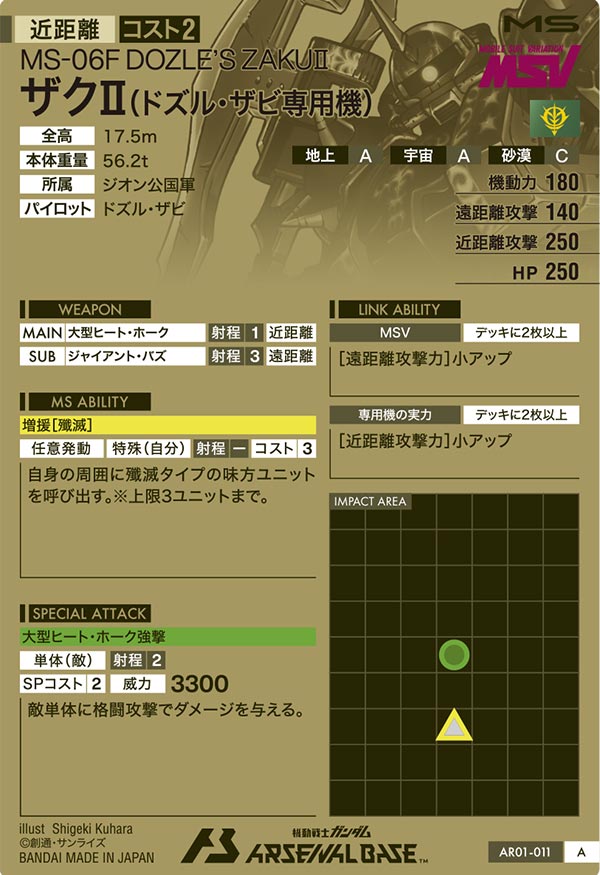 近距離 コスト2 MS
MS-06F DOZLE'S ZAKUⅡ
MOBILE SUIT VARIATION
MSV
ザクⅡ(ドズル・ザビ専用機)
全高 17.5m
本体重量 56.2t
所属 ジオン公国軍
パイロット ドズル・ザビ
地上 A 宇宙 A 砂漠 C
機動力 180
遠距離攻撃 140
近距離攻撃 250
HP 250
WEAPON
MAIN 大型ヒート・ホーク 射程 1 近距離
SUB ジャイアント・バズ 射程 3 遠距離
MS ABILITY
増援[殲滅]
任意発動 特殊(自分) 射程 ー コスト 3
自身の周囲に殲滅タイプの味方ユニット
を呼び出す。※上限3ユニットまで。
SPECIAL ATTACK
大型ヒート・ホーク強撃
単体(敵) 射程 2
SPコスト 2 威力 3300
敵単体に格闘攻撃でダメージを与える。
LINK ABILITY
MSV デッキに2枚以上
[遠距離攻撃力]小アップ
専用機の実力 デッキに2枚以上
[近距離攻撃力]小アップ
IMPACT AREA
illust Shigeki Kuhara
©創通・サンライズ
BANDAI MADE IN JAPAN
機動戦士ガンダム
ARSENAL BASE™
AR01-011 A